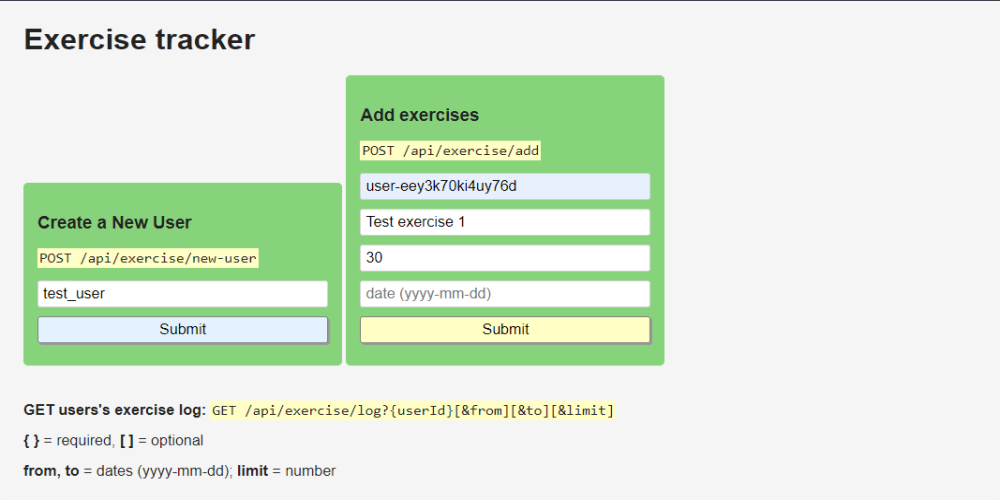 Exercise tracker
Create a New User
POST /api/exercise/new-user
test_user
Submit
Add exercises
POST /api/exercise/add
user-eey3k70ki4uy76d
Test exercise 1
30
date (yyyy-mm-dd)
Submit
GET users's exercise log: GET /api/exercise/log?{userId}[&from][&to][&limit]
{ } = required, [ ] = optional
from, to = dates (yyyy-mm-dd); limit = number